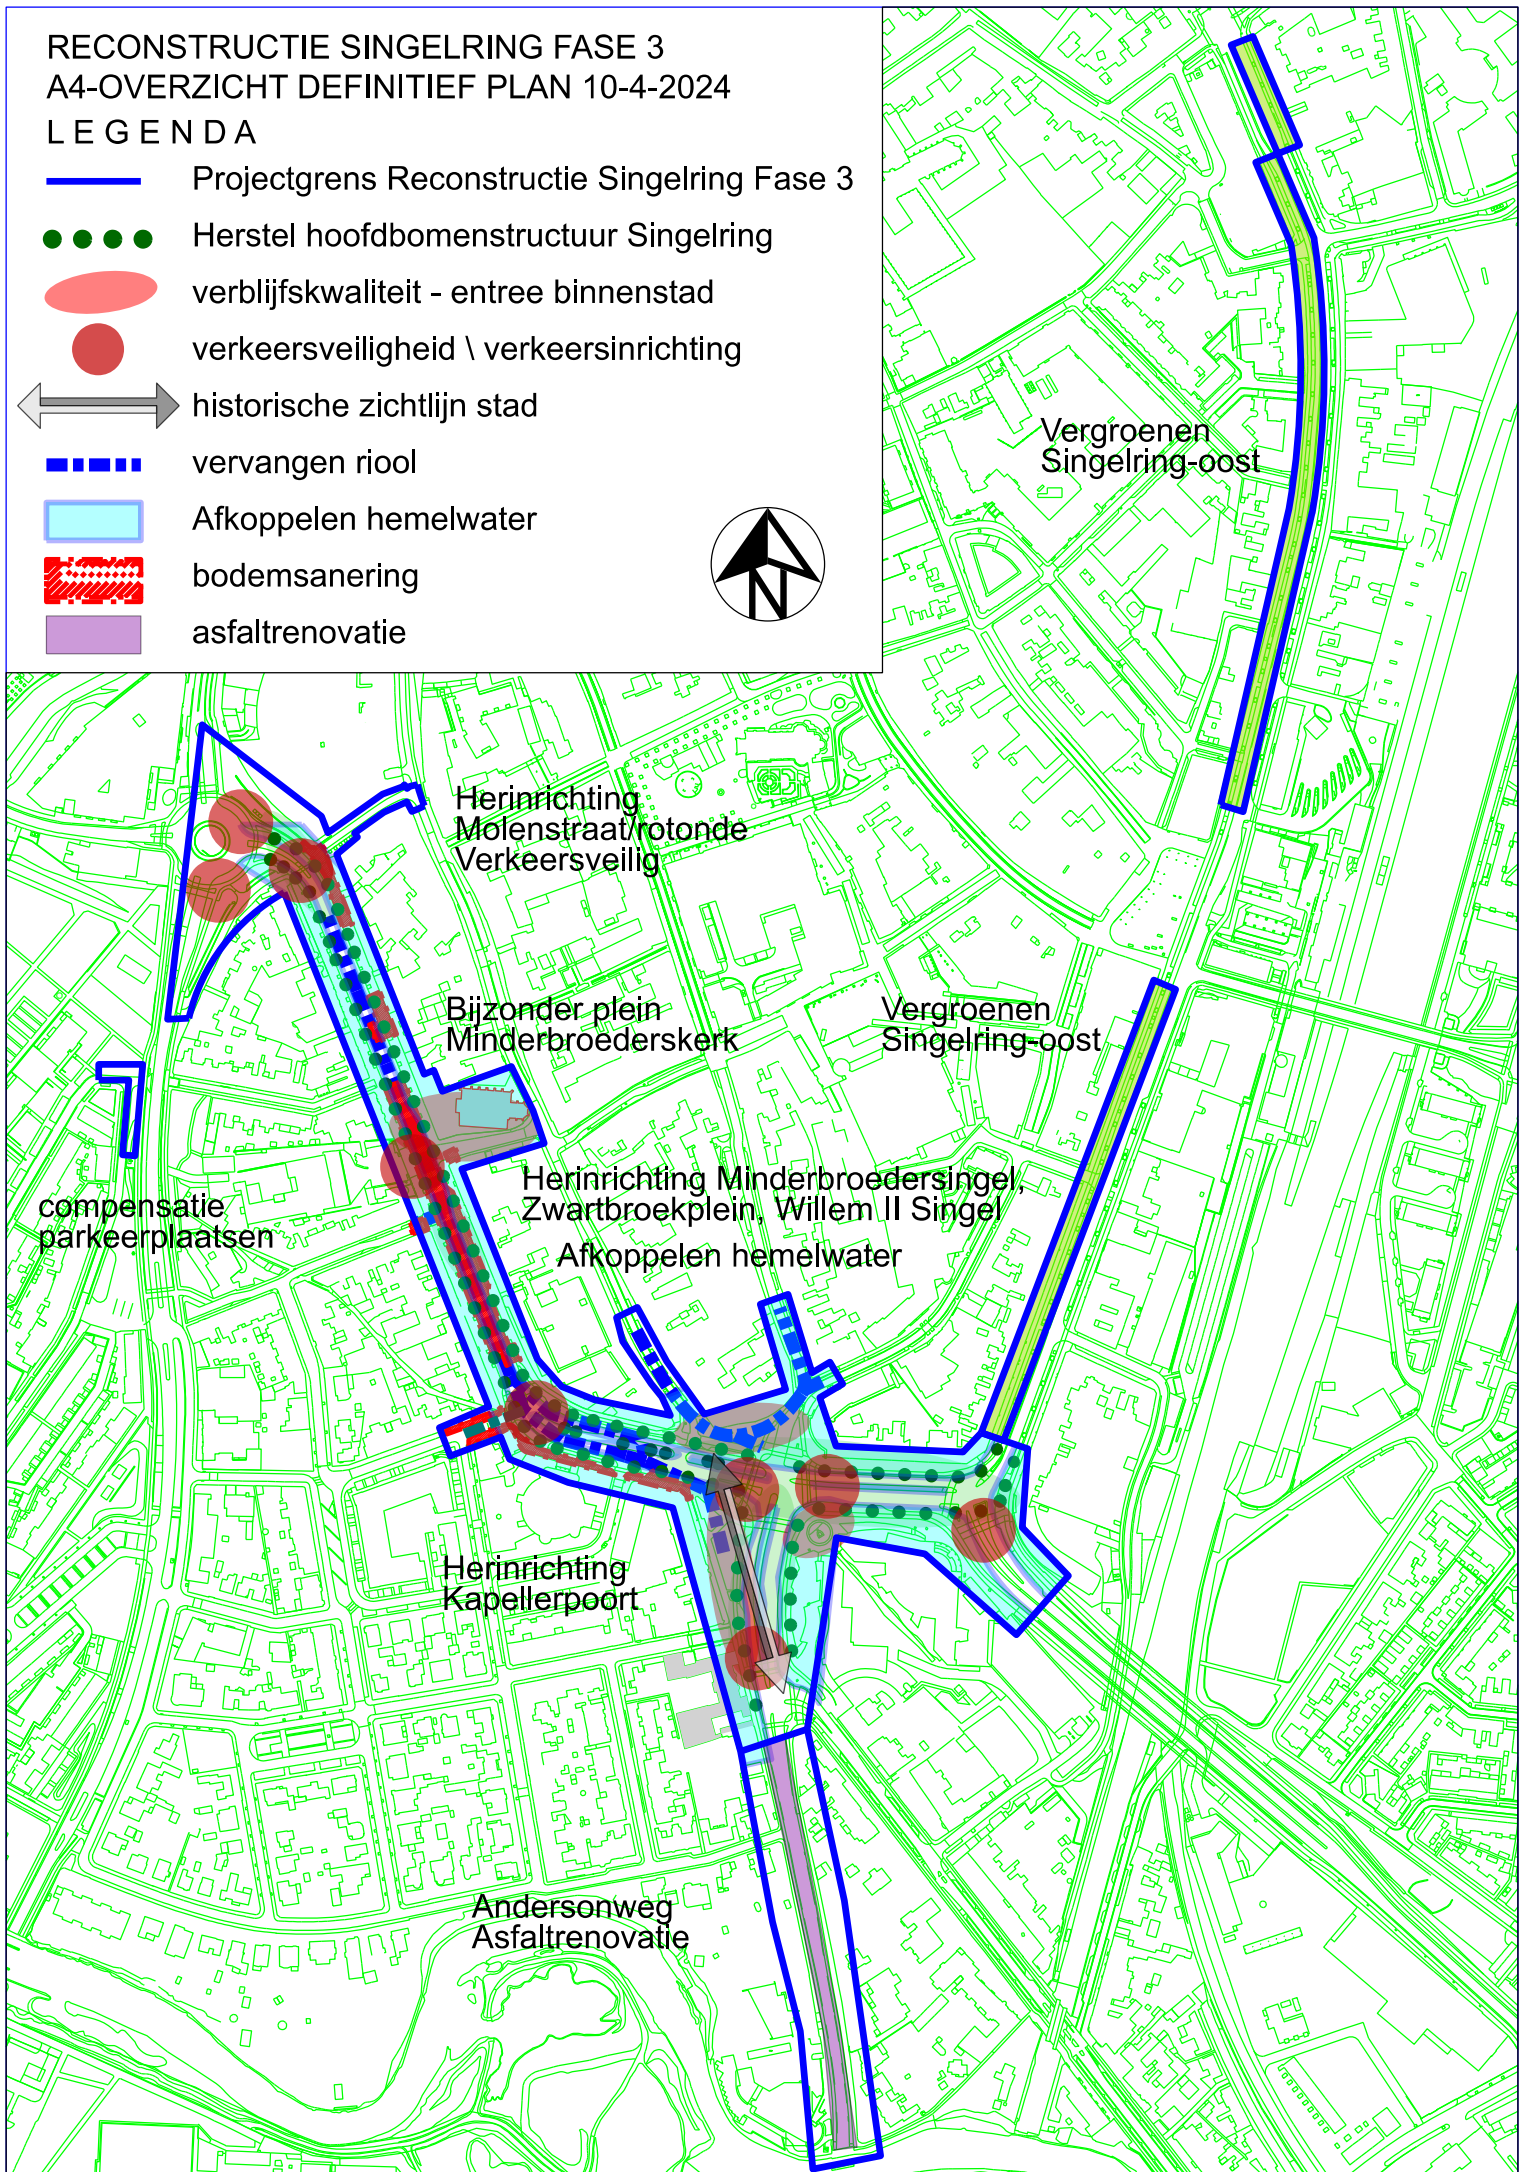 RECONSTRUCTIE SINGELRING FASE 3
A4-OVERZICHT DEFINITIEF PLAN 10-4-2024
L E G E N D A
Projectgrens Reconstructie Singelring Fase 3
Herstel hoofdbomenstructuur Singelring
verblijfskwaliteit - entree binnenstad
verkeersveiligheid \ verkeersinrichting
historische zichtlijn stad
vervangen riool
Afkoppelen hemelwater
bodemsanering
asfaltrenovatie
N
Vergroenen
Singelring-oost
Herinrichting
Molenstraat/rotonde
Verkeersveilig
Bijzonder plein
Minderbroederskerk
Vergroenen
Singelring-oost
compensatie
parkeerplaatsen
Herinrichting Minderbroedersingel,
Zwartbroekplein, Willem II Singel
Afkoppelen hemelwater
Herinrichting
Kapellerpoort
Andersonweg
Asfaltrenovatie